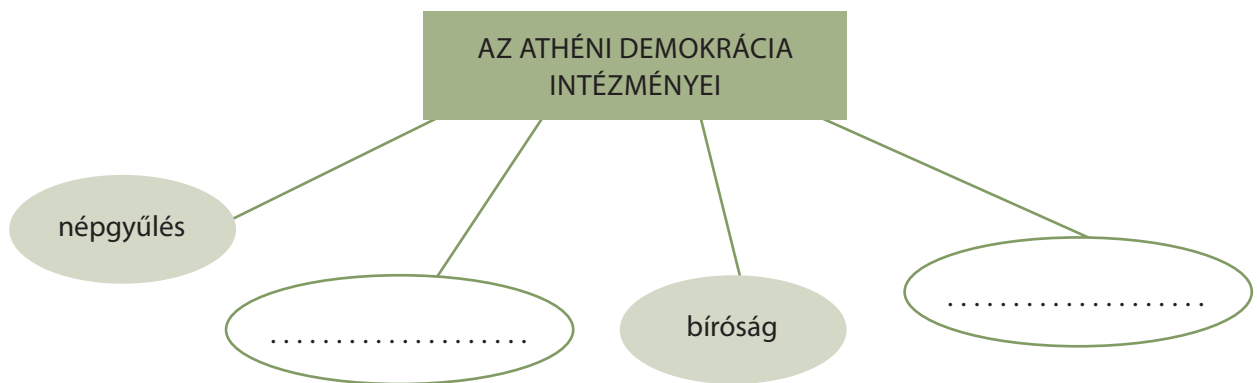 AZ ATHÉNI DEMOKRÁCIA
INTÉZMÉNYEI
népgyűlés
. . . . . . . . . . . . . . . . . . . .
bíróság
. . . . . . . . . . . . . . . . . . . .